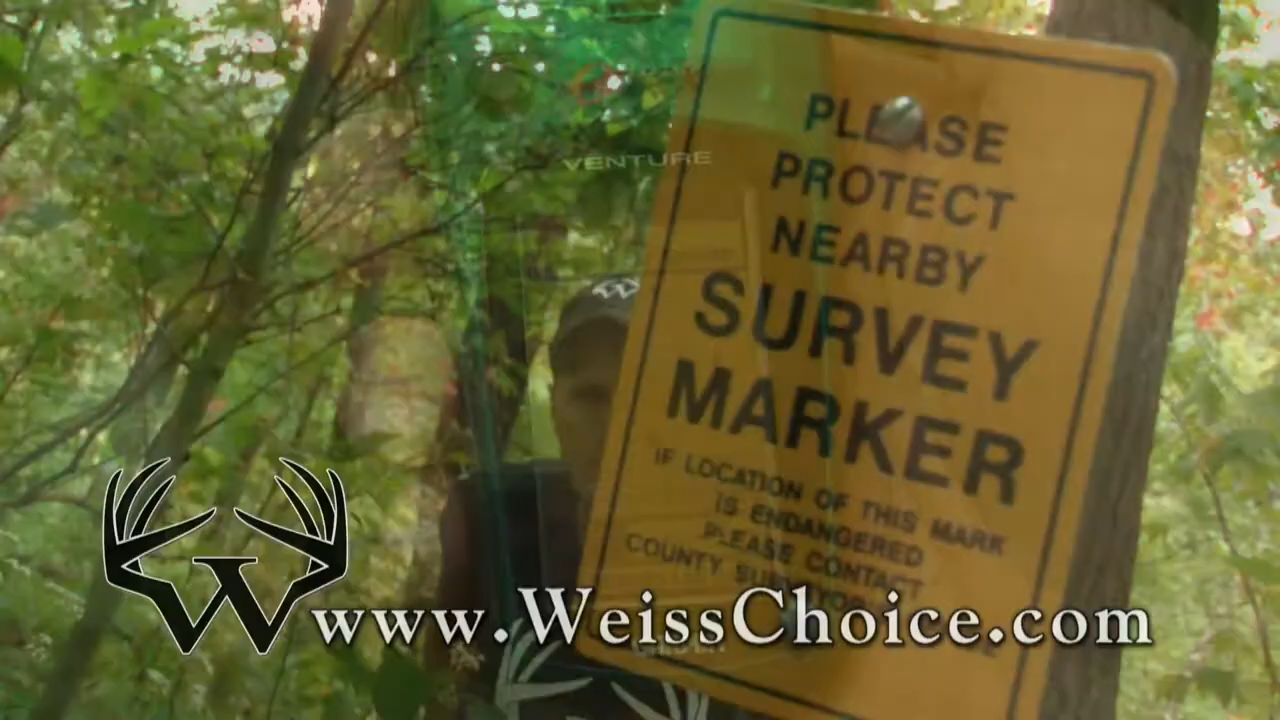 VENTURE
PLEASE
PROTECT
NEARBY
SURVEY
MARKER
IF LOCATION OF THIS MARK
IS ENDANGERED
PLEASE CONTACT
COUNTY SURVEYOR
W
www.WeissChoice.com